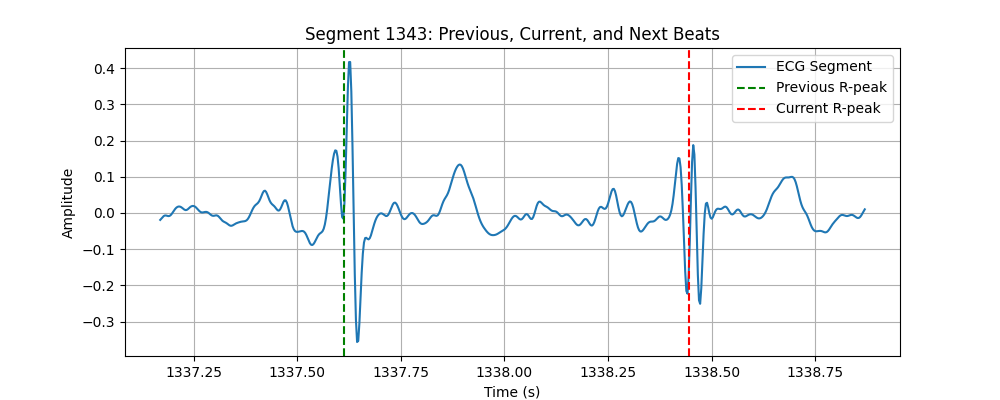 Segment 1343: Previous, Current, and Next Beats
ECG Segment
Previous R-peak
Current R-peak
0.4
0.3
0.2
0.1
0.0
−0.1
−0.2
−0.3
Amplitude
1337.25 1337.50 1337.75 1338.00 1338.25 1338.50 1338.75
Time (s)